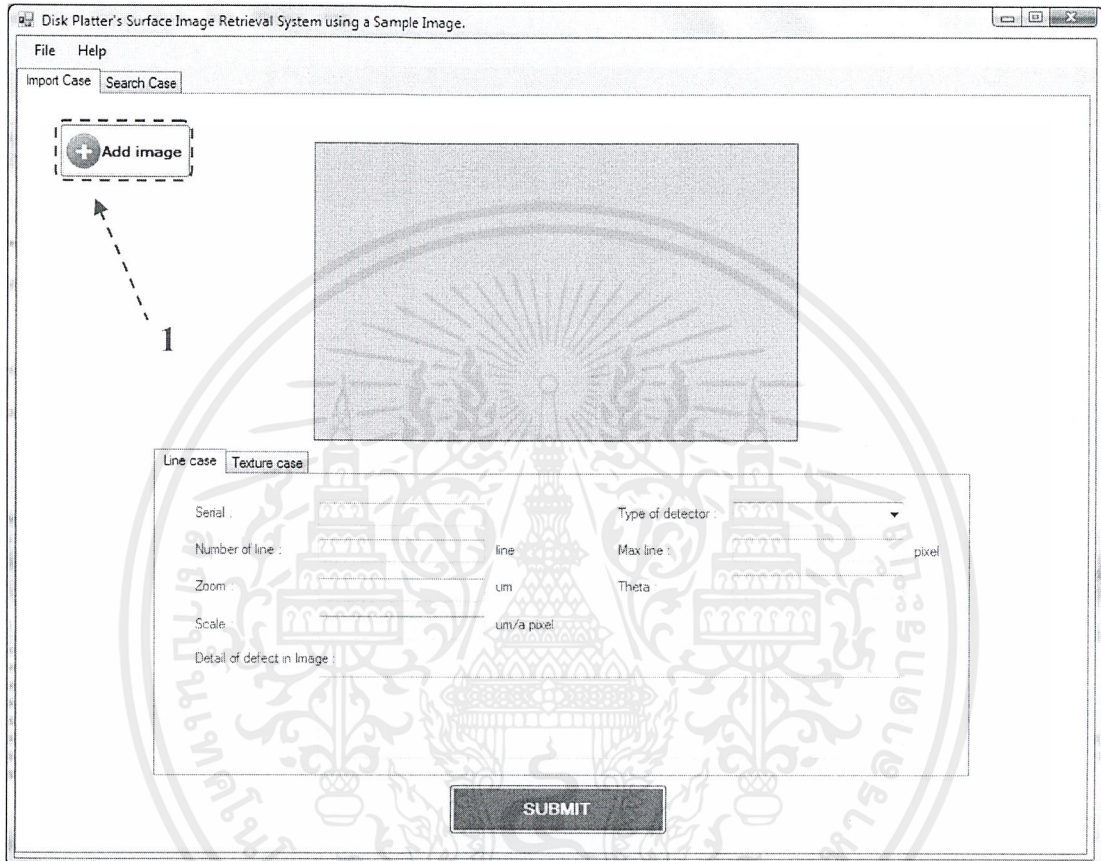 Disk Platter's Surface Image Retrieval System using a Sample Image.
File Help
Import Case Search Case
Add image
1
Line case Texture case
Serial : Type of detector :
Number of line : line Max line : pixel
Zoom : um Theta :
Scale um/a pixel
Detail of defect in Image :
SUBMIT